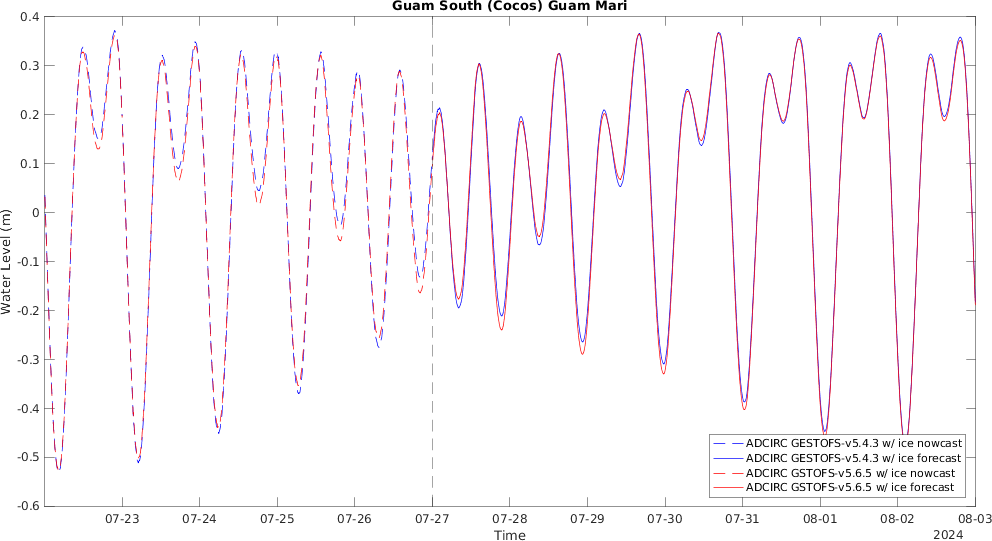 Guam South (Cocos) Guam Mari
Water Level (m)
0.4
0.3
0.2
0.1
0
-0.1
-0.2
-0.3
-0.4
-0.5
-0.6
ADCIRC GESTOFS-v5.4.3 w/ ice nowcast
ADCIRC GESTOFS-v5.4.3 w/ ice forecast
ADCIRC GSTOFS-v5.6.5 w/ ice nowcast
ADCIRC GSTOFS-v5.6.5 w/ ice forecast
07-23 07-24 07-25 07-26 07-27 07-28 07-29 07-30 07-31 08-01 08-02 08-03
Time
2024